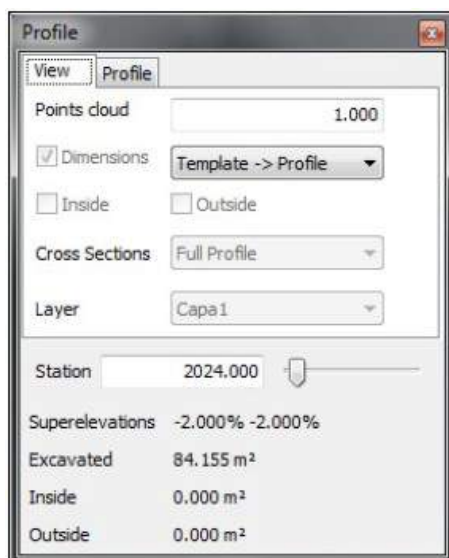 Profile
View Profile
Points cloud 1.000
Dimensions Template -> Profile
Inside Outside
Cross Sections Full Profile
Layer Capa1
Station 2024.000
Superelevations -2.000% -2.000%
Excavated 84.155 m²
Inside 0.000 m²
Outside 0.000 m²